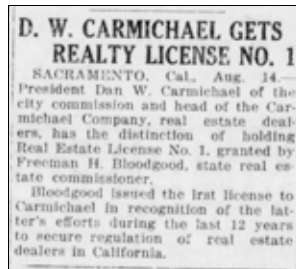 D. W. CARMICHAEL GETS
REALTY LICENSE NO. 1
SACRAMENTO, Cal., Aug. 14.—
President Dan W. Carmichael of the
city commission and head of the Car-
michael Company, real estate deal-
ers, has the distinction of holding
Real Estate License No. 1, granted by
Freeman H. Bloodgood, state real es-
tate commissioner.
Bloodgood issued the irst license to
Carmichael in recognition of the lat-
ter's efforts during the last 12 years
to secure regulation of real estate
dealers in California.